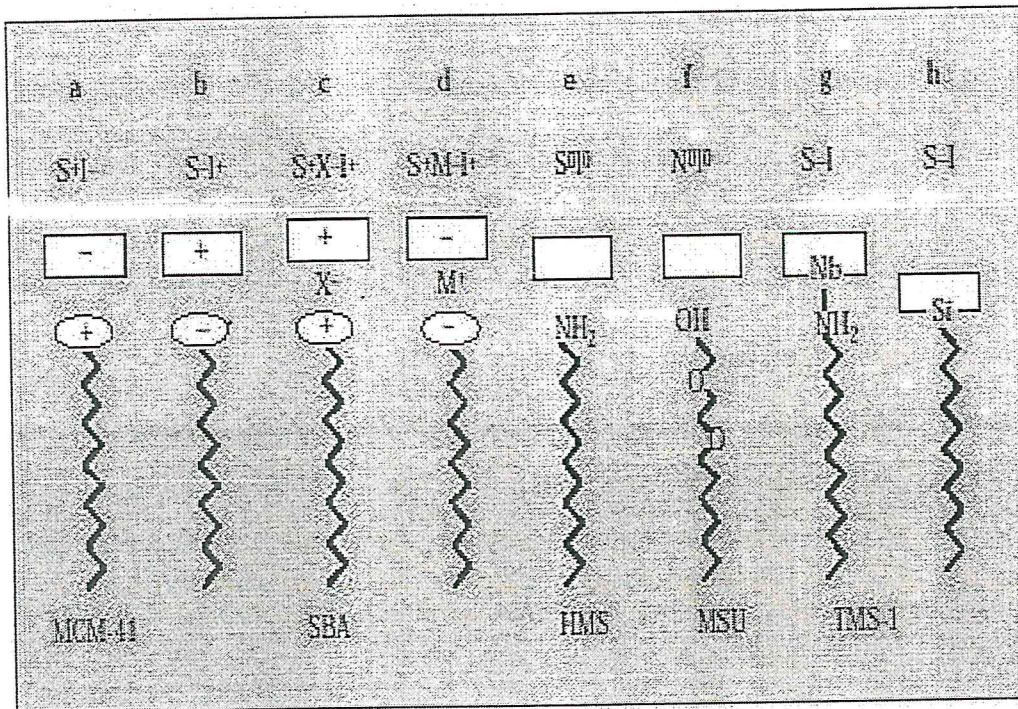 a b c d e f g h
S+I- S-I+ S+X-I+ S+M-I+ S⁰I⁰ N⁰I⁰ S-I S-I
- + + - Nb
X- M+ Si
+ - + - NH₂ OH NH₂
O
O
MCM-41 SBA HMS MSU TMS-1